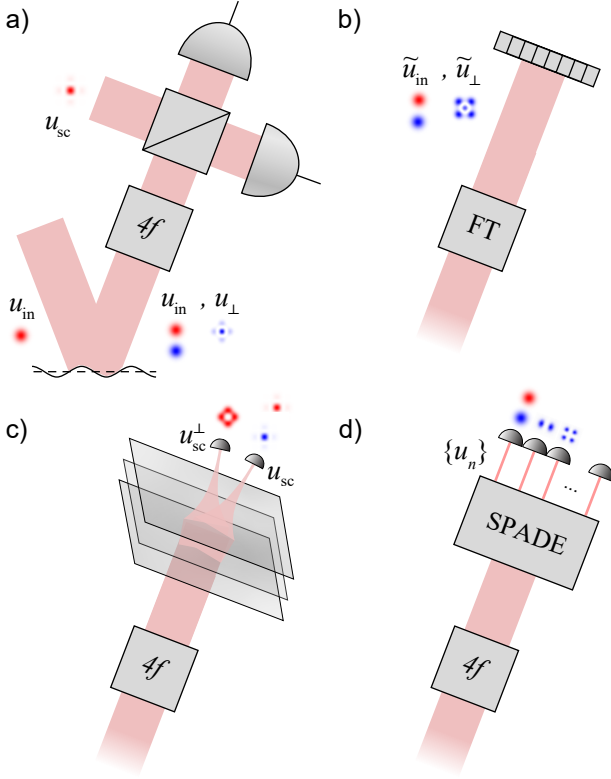 a)
u_sc
4f
u_in
u_in , u_⊥
b)
ũ_in , ũ_⊥
FT
c)
u_sc^⊥
u_sc
4f
d)
{u_n}
...
SPADE
4f